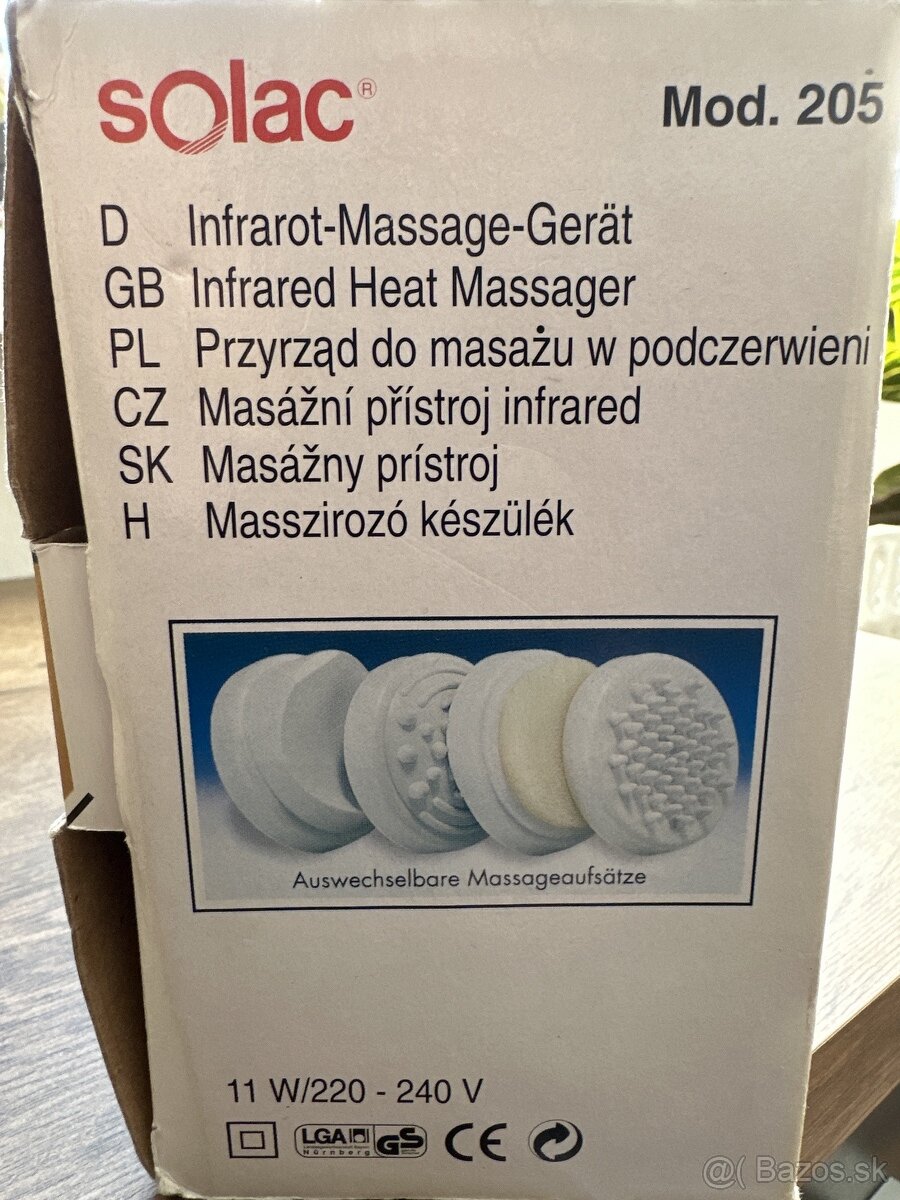 solac®
Mod. 205
D Infrarot-Massage-Gerät
GB Infrared Heat Massager
PL Przyrząd do masażu w podczerwieni
CZ Masážní přístroj infrared
SK Masážny prístroj
H Masszirozó készülék
Auswechselbare Massageaufsätze
11 W/220 - 240 V
LGA
Nürnberg
GS
CE
@( Bazos.sk